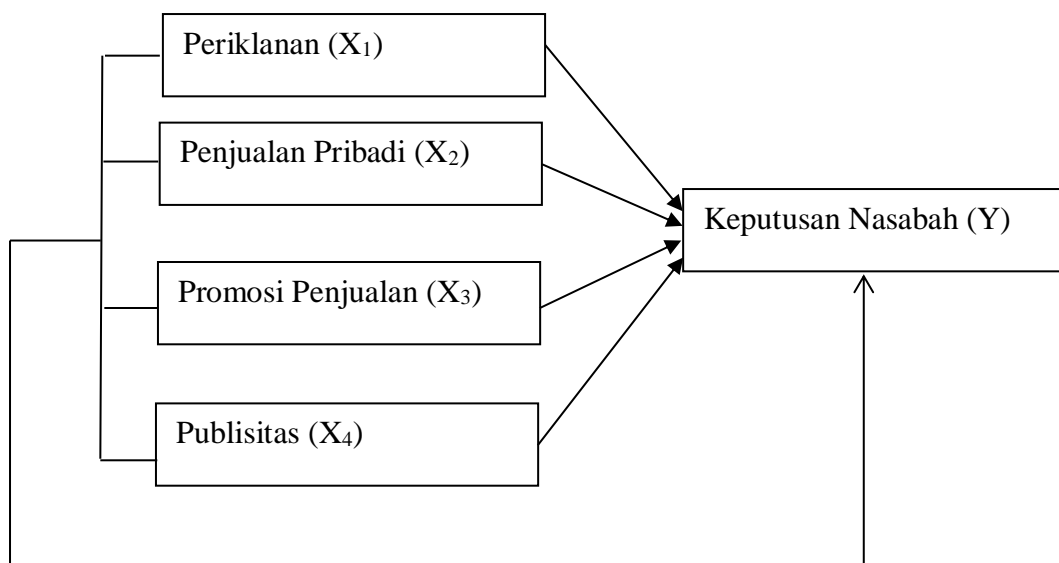 Periklanan (X₁)
Penjualan Pribadi (X₂)
Keputusan Nasabah (Y)
Promosi Penjualan (X₃)
Publisitas (X₄)